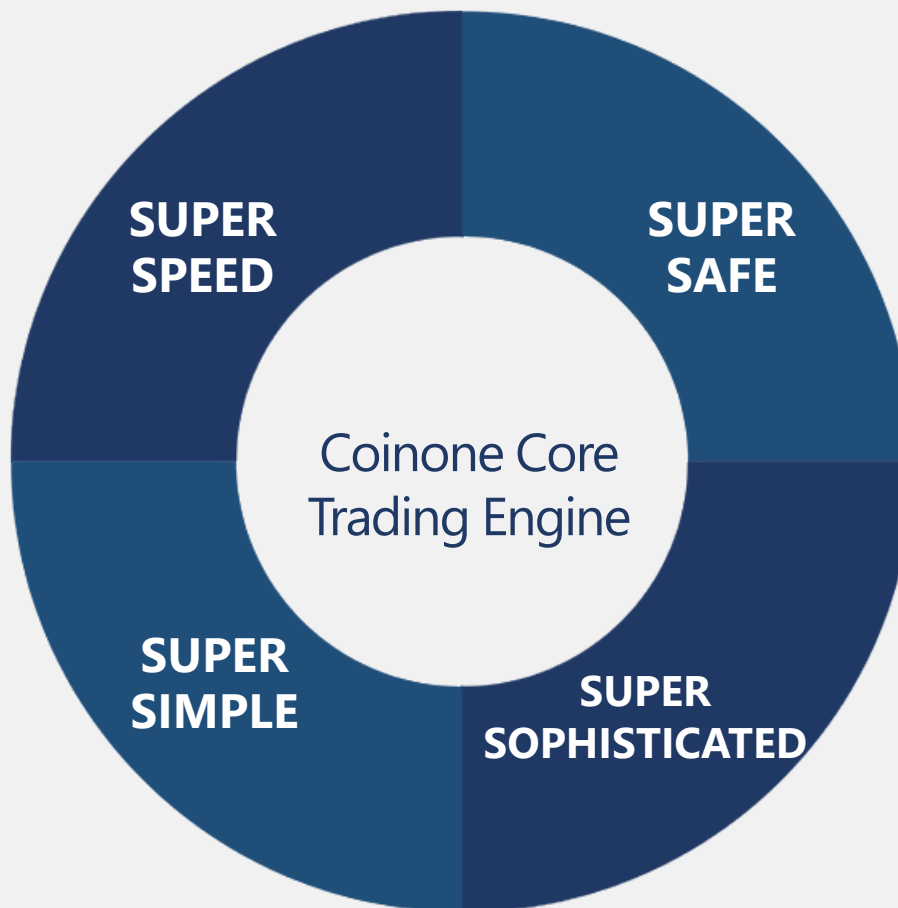 SUPER
SPEED
SUPER
SAFE
Coinone Core
Trading Engine
SUPER
SIMPLE
SUPER
SOPHISTICATED